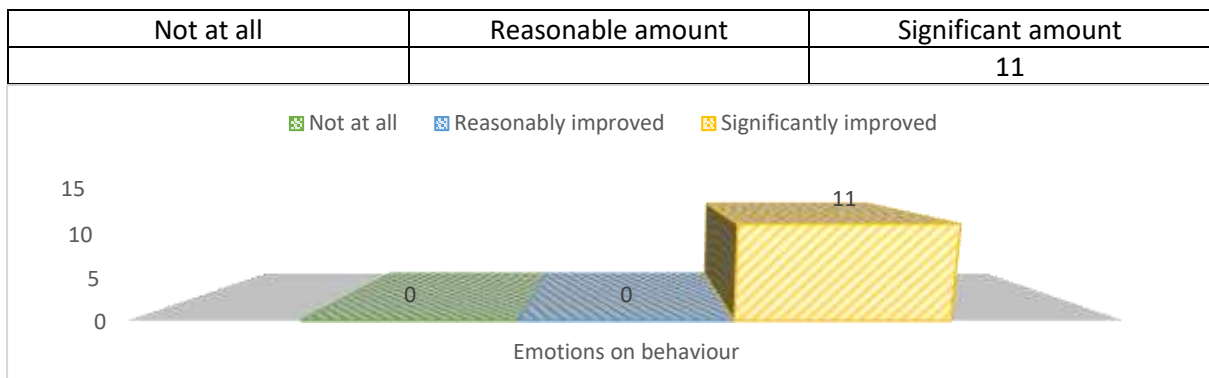 Not at all Reasonable amount Significant amount
11
Not at all Reasonably improved Significantly improved
15
11
10
5
0 0
0
Emotions on behaviour